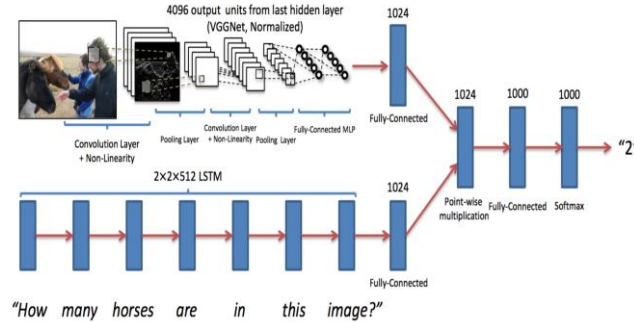 4096 output units from last hidden layer
(VGGNet, Normalized)
1024
Convolution Layer
+ Non-Linearity
Pooling Layer
Convolution Layer
+ Non-Linearity
Pooling Layer
Fully-Connected MLP
Fully-Connected
1024
1000
1000
"2"
Point-wise
multiplication
Fully-Connected
Softmax
2×2×512 LSTM
1024
Fully-Connected
"How many horses are in this image?"